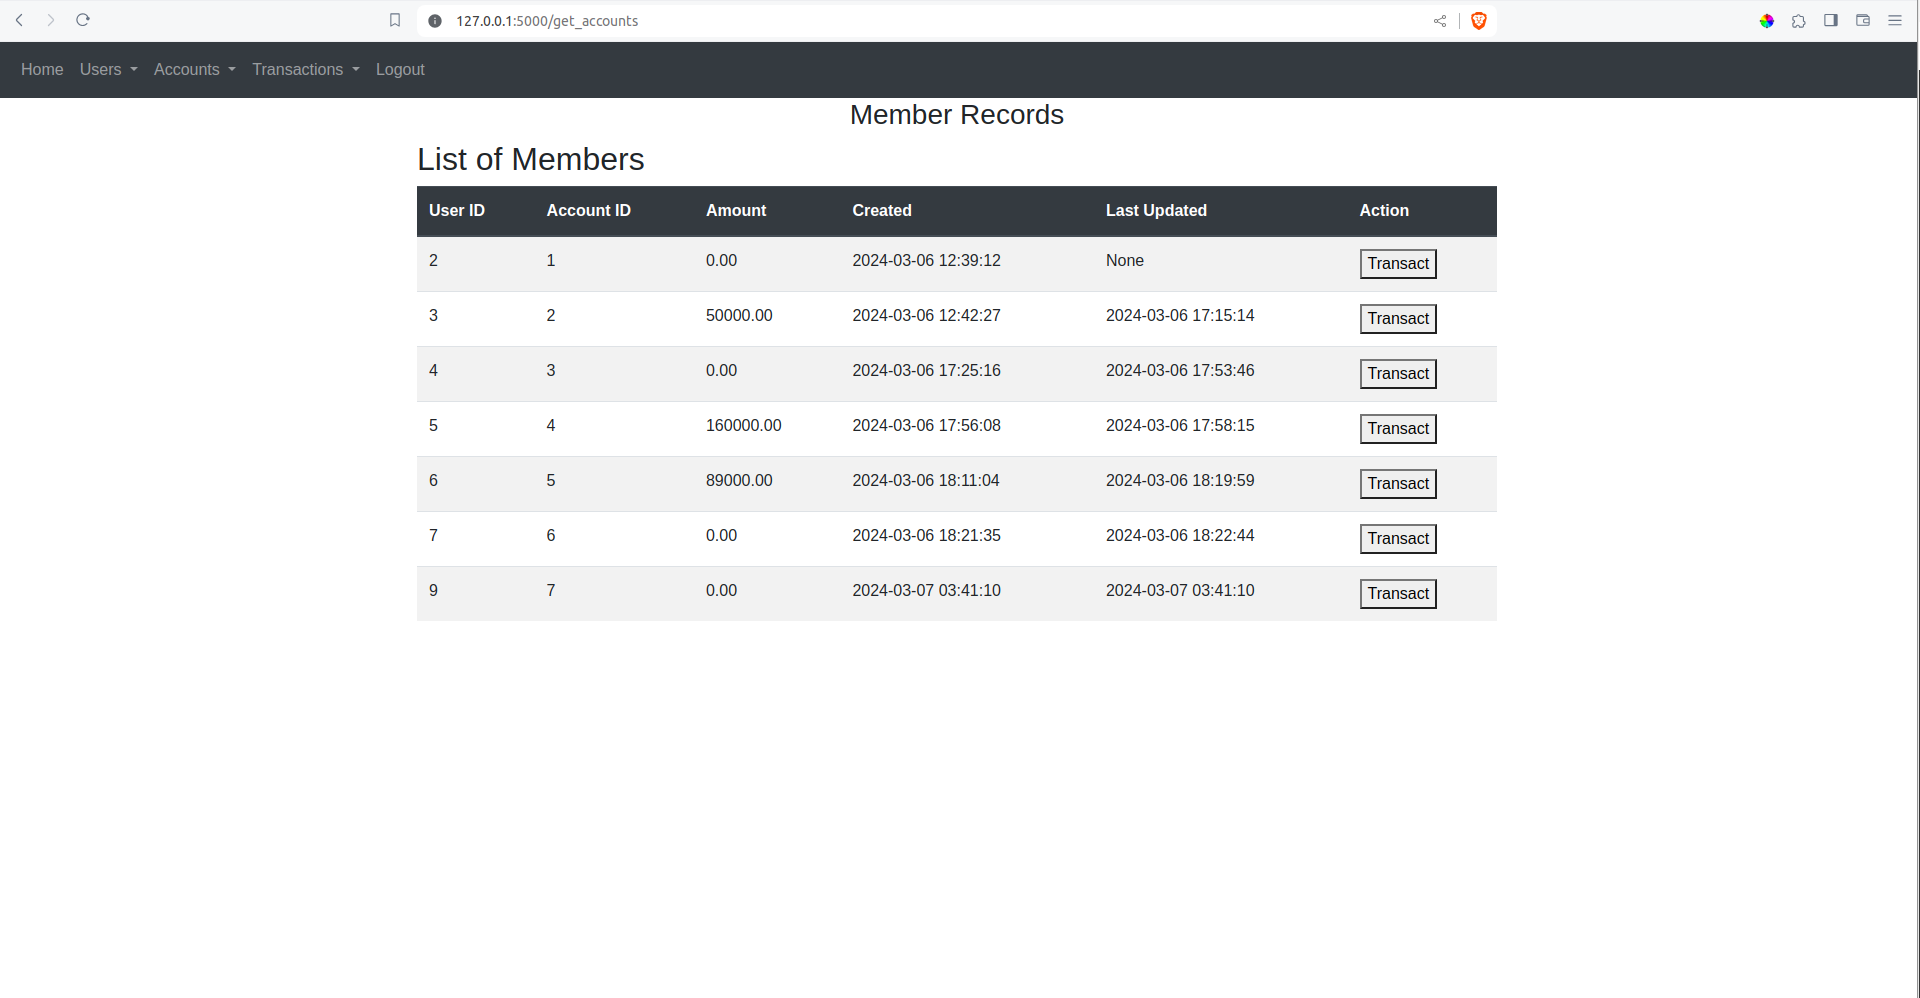 127.0.0.1:5000/get_accounts
Home Users Accounts Transactions Logout
Member Records
List of Members
User ID Account ID Amount Created Last Updated Action
2 1 0.00 2024-03-06 12:39:12 None Transact
3 2 50000.00 2024-03-06 12:42:27 2024-03-06 17:15:14 Transact
4 3 0.00 2024-03-06 17:25:16 2024-03-06 17:53:46 Transact
5 4 160000.00 2024-03-06 17:56:08 2024-03-06 17:58:15 Transact
6 5 89000.00 2024-03-06 18:11:04 2024-03-06 18:19:59 Transact
7 6 0.00 2024-03-06 18:21:35 2024-03-06 18:22:44 Transact
9 7 0.00 2024-03-07 03:41:10 2024-03-07 03:41:10 Transact